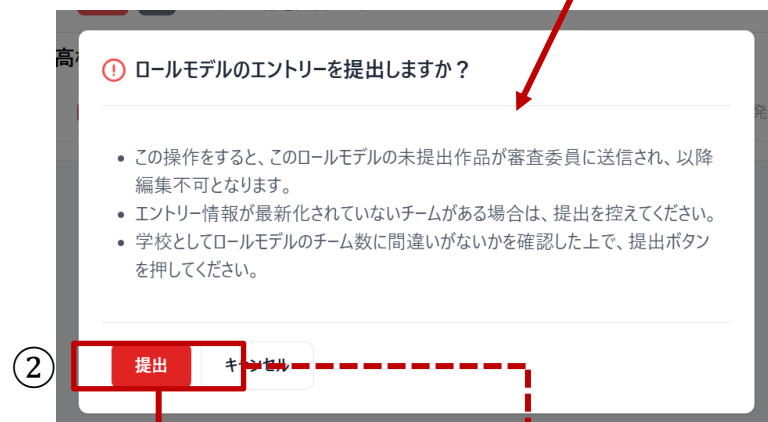 高
ロールモデルのエントリーを提出しますか？
発
• この操作をすると、このロールモデルの未提出作品が審査委員に送信され、以降
編集不可となります。
• エントリー情報が最新化されていないチームがある場合は、提出を控えてください。
• 学校としてロールモデルのチーム数に間違いがないかを確認した上で、提出ボタン
を押してください。
② 提出 キャンセル